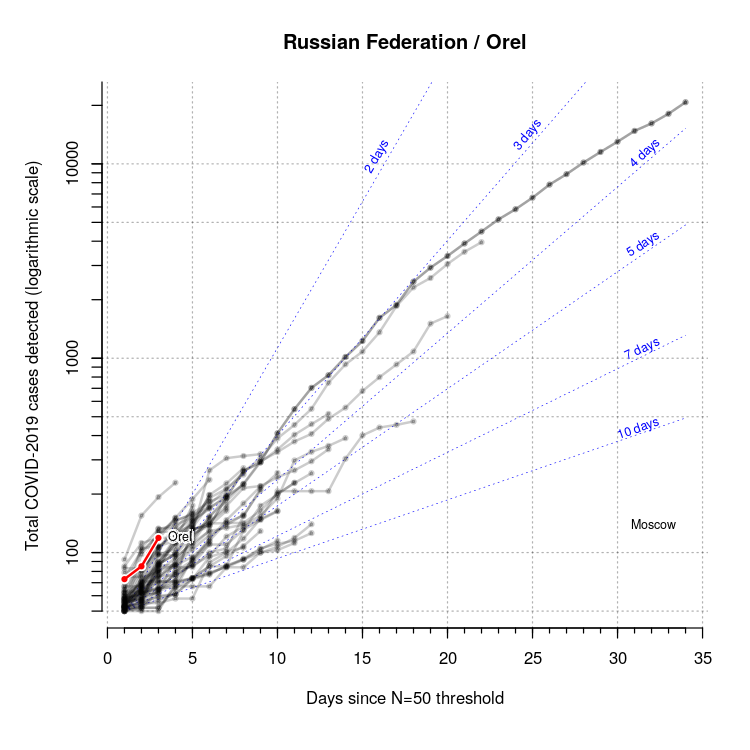 Russian Federation / Orel
Total COVID-2019 cases detected (logarithmic scale)
10000
1000
100
2 days
3 days
4 days
5 days
7 days
10 days
Moscow
Orel
0 5 10 15 20 25 30 35
Days since N=50 threshold